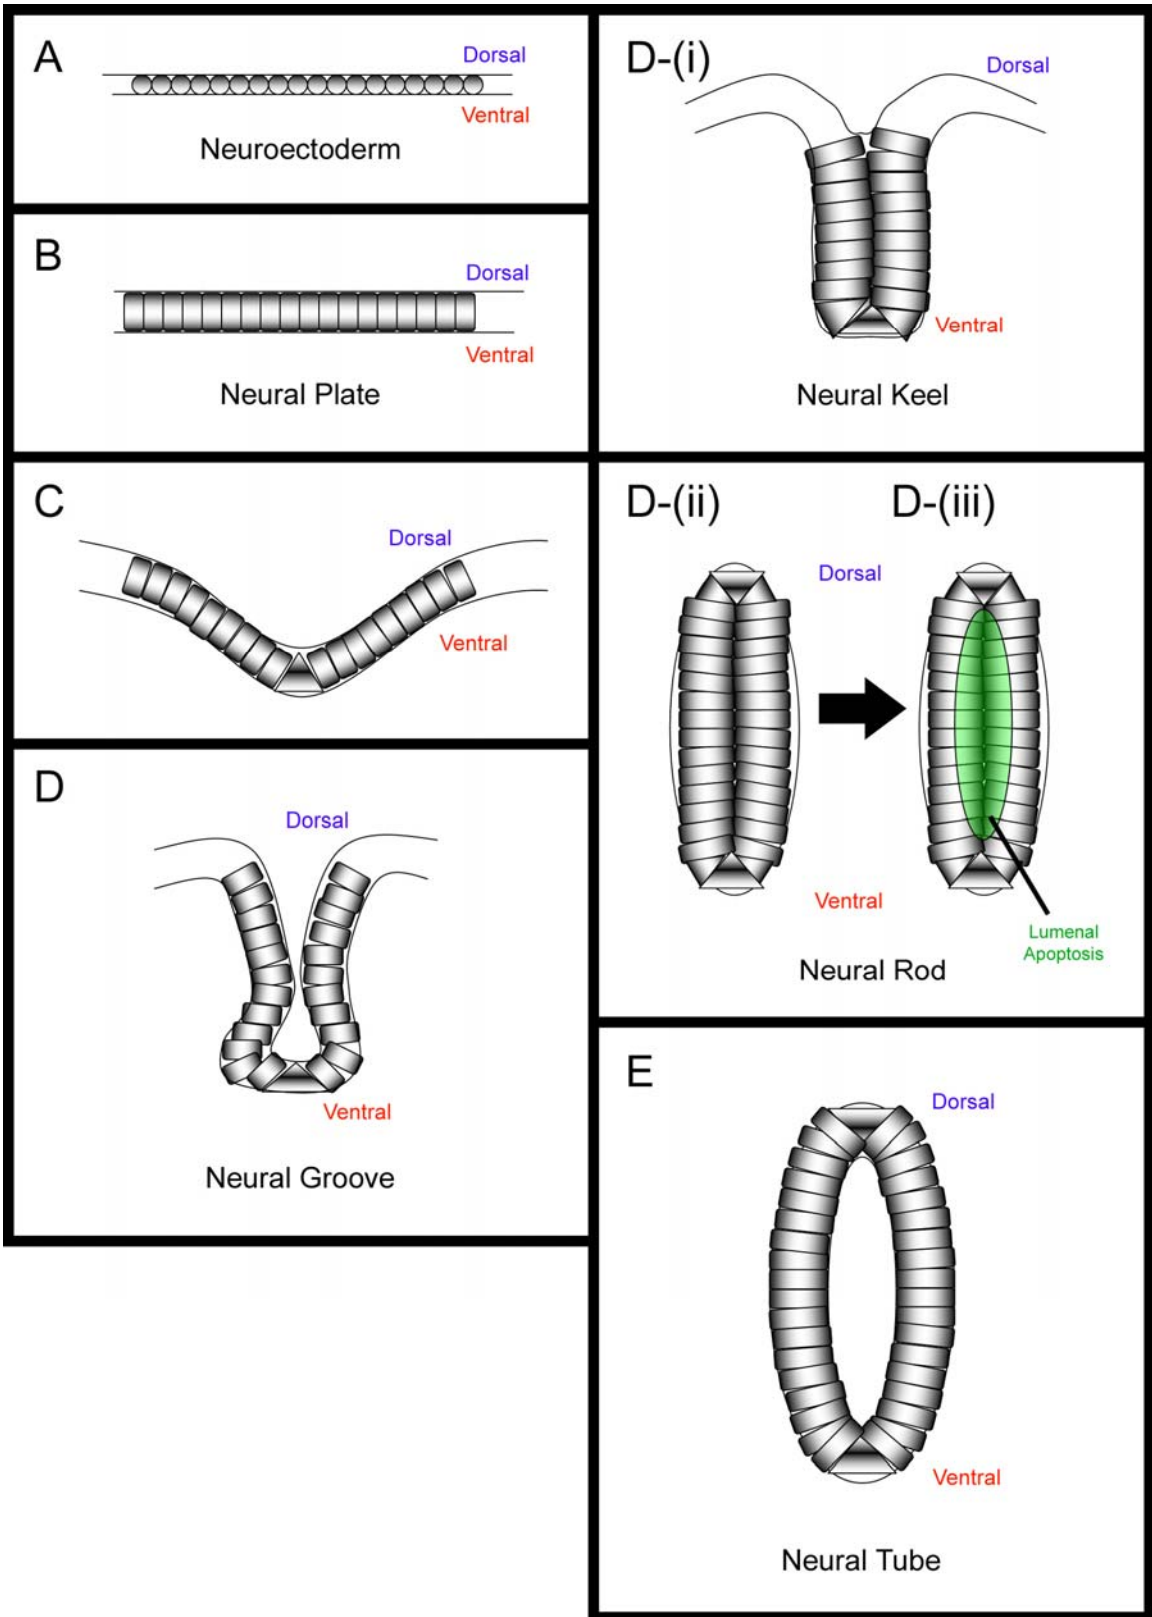 A
Dorsal
Ventral
Neuroectoderm
B
Dorsal
Ventral
Neural Plate
C
Dorsal
Ventral
D
Dorsal
Ventral
Neural Groove
D-(i)
Dorsal
Ventral
Neural Keel
D-(ii)
D-(iii)
Dorsal
Ventral
Lumenal
Apoptosis
Neural Rod
E
Dorsal
Ventral
Neural Tube